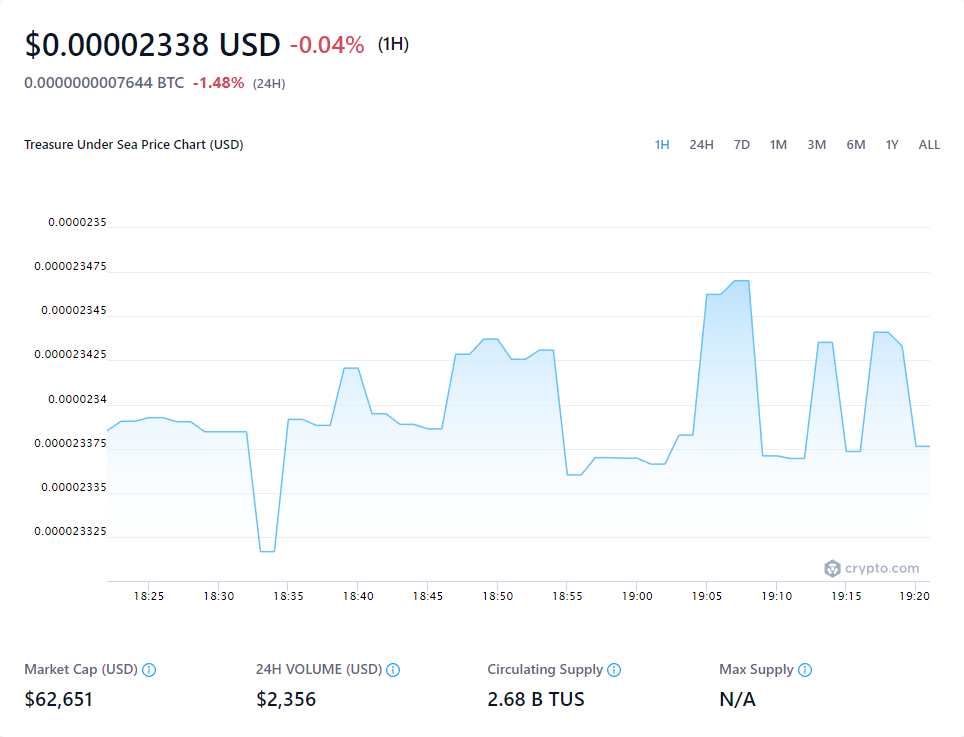 $0.00002338 USD -0.04% (1H)
0.0000000007644 BTC -1.48% (24H)
Treasure Under Sea Price Chart (USD) 1H 24H 7D 1M 3M 6M 1Y ALL
0.0000235
0.000023475
0.00002345
0.000023425
0.0000234
0.000023375
0.00002335
0.000023325
crypto.com
18:25 18:30 18:35 18:40 18:45 18:50 18:55 19:00 19:05 19:10 19:15 19:20
Market Cap (USD) 24H VOLUME (USD) Circulating Supply Max Supply
$62,651 $2,356 2.68 B TUS N/A